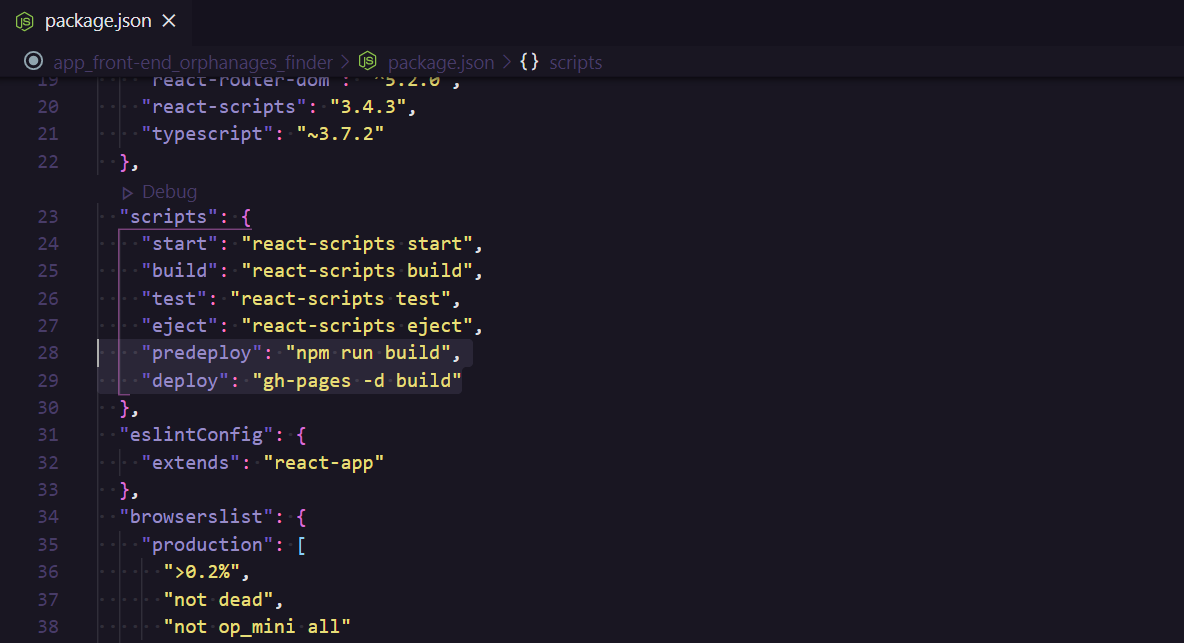 package.json
app_front-end_orphanages_finder > package.json > {} scripts
19 "react-router-dom": "~5.2.0",
20 "react-scripts": "3.4.3",
21 "typescript": "~3.7.2"
22 },
Debug
23 "scripts": {
24 "start": "react-scripts start",
25 "build": "react-scripts build",
26 "test": "react-scripts test",
27 "eject": "react-scripts eject",
28 "predeploy": "npm run build",
29 "deploy": "gh-pages -d build"
30 },
31 "eslintConfig": {
32 "extends": "react-app"
33 },
34 "browserslist": {
35 "production": [
36 ">0.2%",
37 "not dead",
38 "not op_mini all"